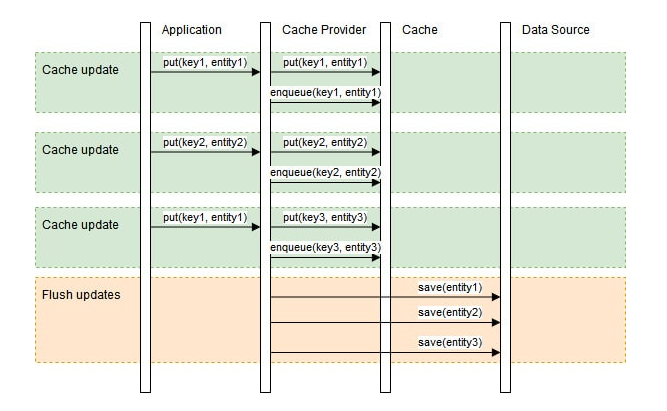 Application
Cache Provider
Cache
Data Source
Cache update
put(key1, entity1)
put(key1, entity1)
enqueue(key1, entity1)
Cache update
put(key2, entity2)
put(key2, entity2)
enqueue(key2, entity2)
Cache update
put(key1, entity1)
put(key3, entity3)
enqueue(key3, entity3)
Flush updates
save(entity1)
save(entity2)
save(entity3)